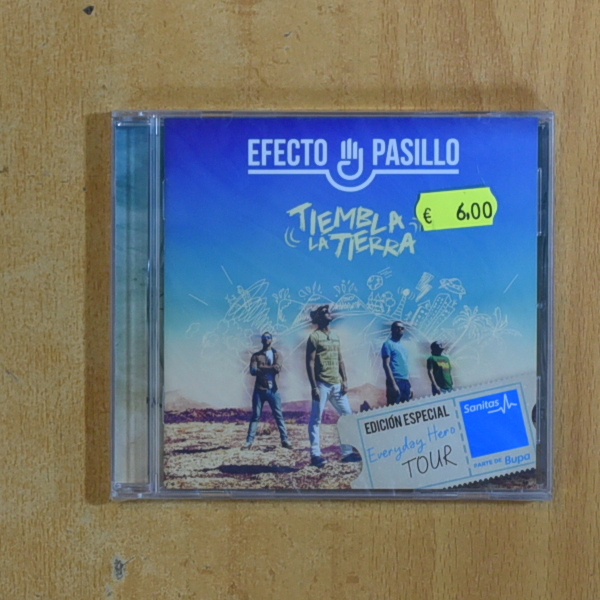 EFECTO PASILLO
TIEMBLA
LA TIERRA
€ 6,00
EDICIÓN ESPECIAL
Everyday Hero
TOUR
Sanitas
PARTE DE Bupa